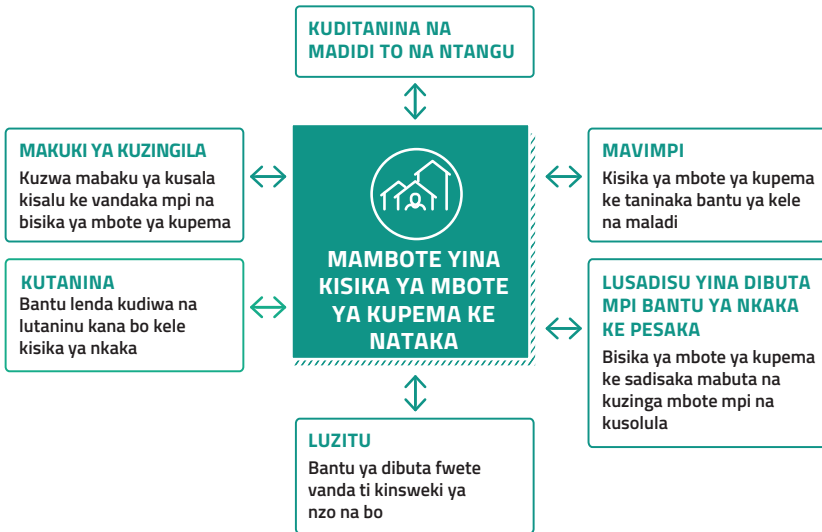 KUDITANINA NA
MADIDI TO NA NTANGU
MAKUKI YA KUZINGILA
Kuzwa mabaku ya kusala
kisalu ke vandaka mpi na
bisika ya mbote ya kupema
KUTANINA
Bantu lenda kudiwa na
lutaninu kana bo kele
kisika ya nkaka
MAMBOTE YINA
KISIKA YA MBOTE
YA KUPEMA KE
NATAKA
MAVIMPI
Kisika ya mbote ya kupema
ke taninaka bantu ya kele
na maladi
LUSADISU YINA DIBUTA
MPI BANTU YA NKAKA
KE PESAKA
Bisika ya mbote ya kupema
ke sadisaka mabuta na
kuzinga mbote mpi na
kusolula
LUZITU
Bantu ya dibuta fwete
vanda ti kinsweki ya
nzo na bo